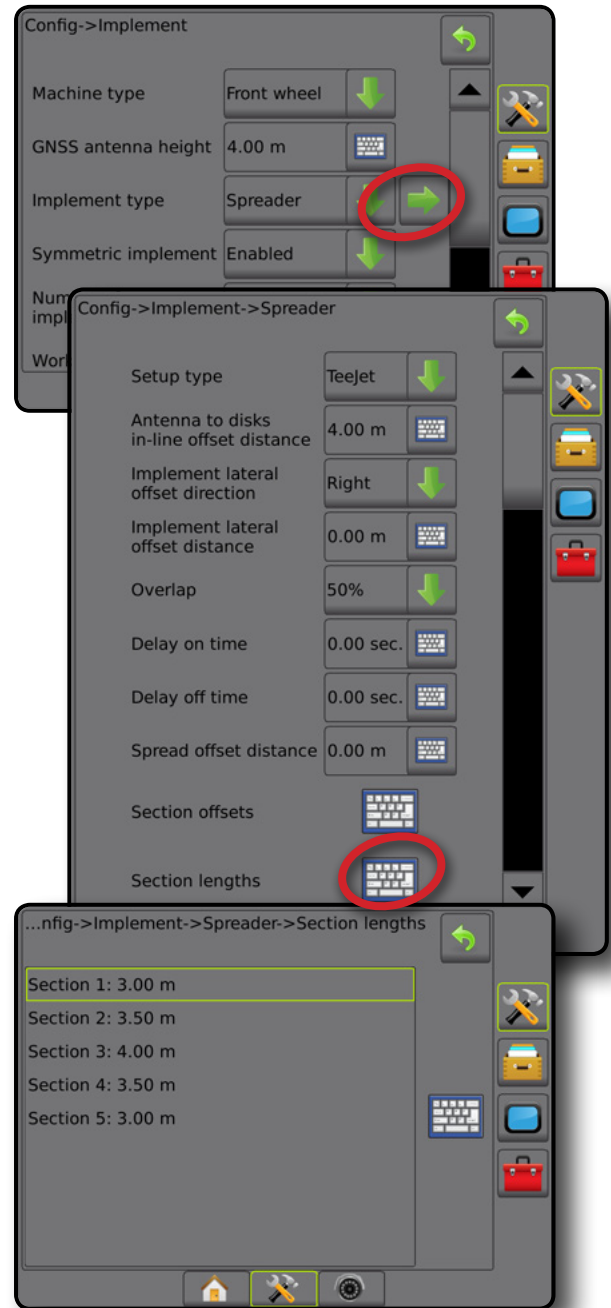 Config->Implement
Machine type Front wheel
GNSS antenna height 4.00 m
Implement type Spreader
Symmetric implement Enabled
Config->Implement->Spreader
Setup type TeeJet
Antenna to disks
in-line offset distance 4.00 m
Implement lateral
offset direction Right
Implement lateral
offset distance 0.00 m
Overlap 50%
Delay on time 0.00 sec.
Delay off time 0.00 sec.
Spread offset distance 0.00 m
Section offsets
Section lengths
...nfig->Implement->Spreader->Section lengths
Section 1: 3.00 m
Section 2: 3.50 m
Section 3: 4.00 m
Section 4: 3.50 m
Section 5: 3.00 m